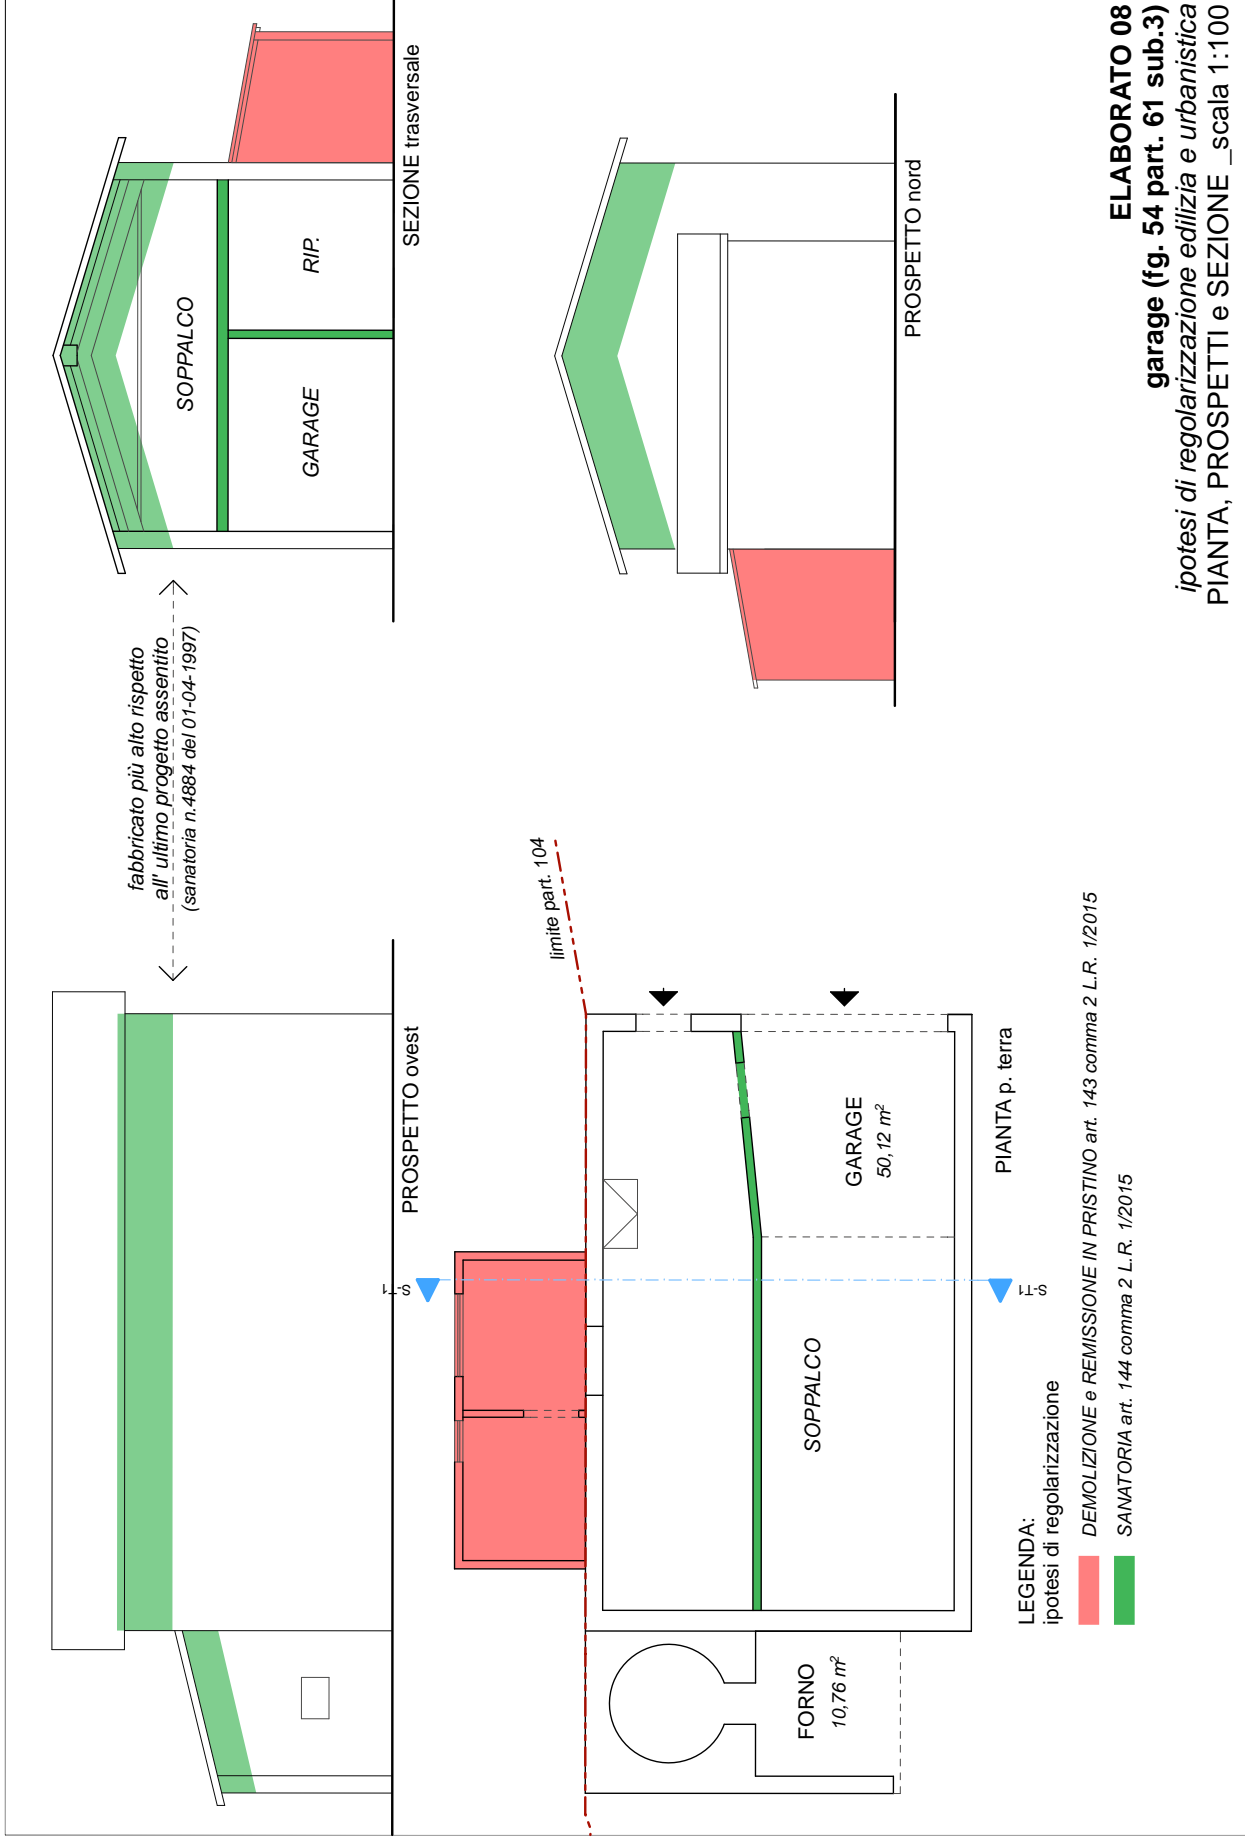 fabbricato più alto rispetto
all' ultimo progetto assentito
(sanatoria n.4884 del 01-04-1997)
PROSPETTO ovest
SOPPALCO
GARAGE
RIP.
SEZIONE trasversale
limite part. 104
S-T1
GARAGE
50,12 m²
SOPPALCO
FORNO
10,76 m²
S-T1
PIANTA p. terra
PROSPETTO nord
LEGENDA:
ipotesi di regolarizzazione
DEMOLIZIONE e REMISSIONE IN PRISTINO art. 143 comma 2 L.R. 1/2015
SANATORIA art. 144 comma 2 L.R. 1/2015
ELABORATO 08
garage (fg. 54 part. 61 sub.3)
ipotesi di regolarizzazione edilizia e urbanistica
PIANTA, PROSPETTI e SEZIONE _scala 1:100